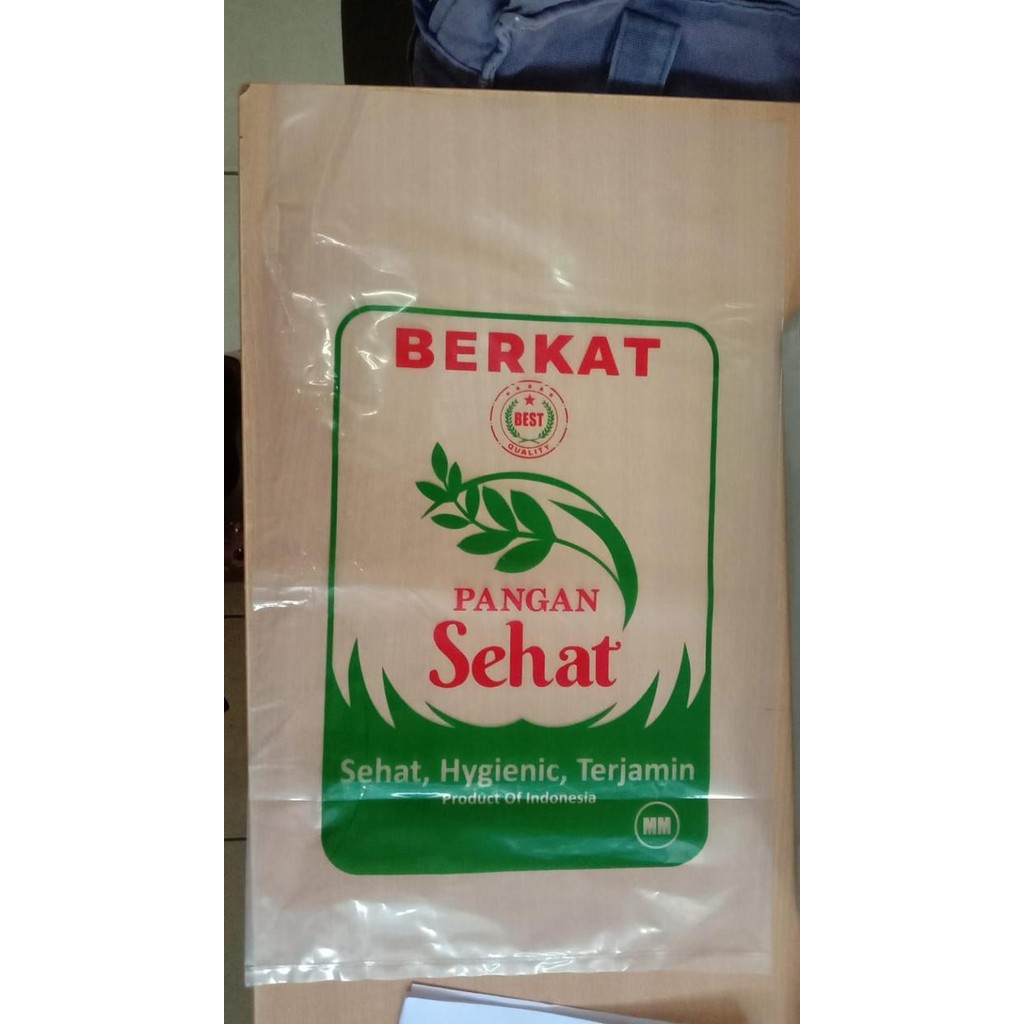 BERKAT
BEST
QUALITY
PANGAN
Sehat
Sehat, Hygienic, Terjamin
Product Of Indonesia
MM